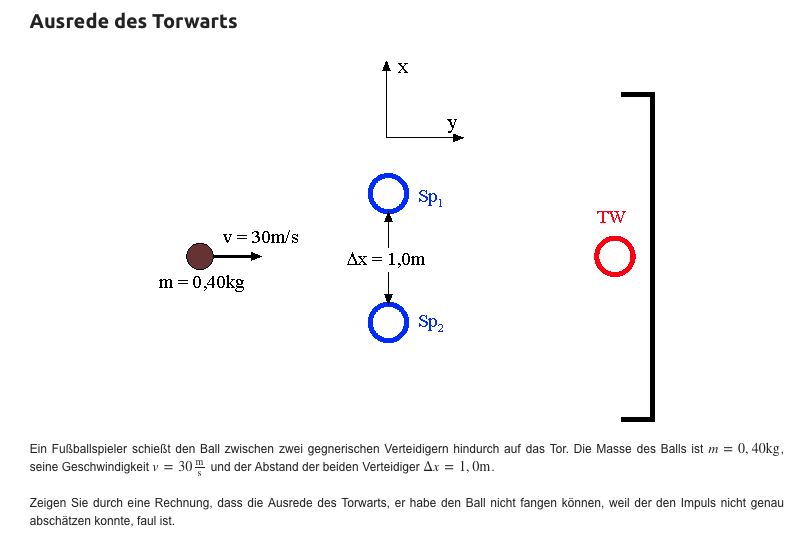 Ausrede des Torwarts
x
y
Sp₁
v = 30m/s
TW
Δx = 1,0m
m = 0,40kg
Sp₂
Ein Fußballspieler schießt den Ball zwischen zwei gegnerischen Verteidigern hindurch auf das Tor. Die Masse des Balls ist m = 0, 40kg,
seine Geschwindigkeit v = 30 m/s und der Abstand der beiden Verteidiger Δx = 1, 0m.
Zeigen Sie durch eine Rechnung, dass die Ausrede des Torwarts, er habe den Ball nicht fangen können, weil der den Impuls nicht genau
abschätzen konnte, faul ist.